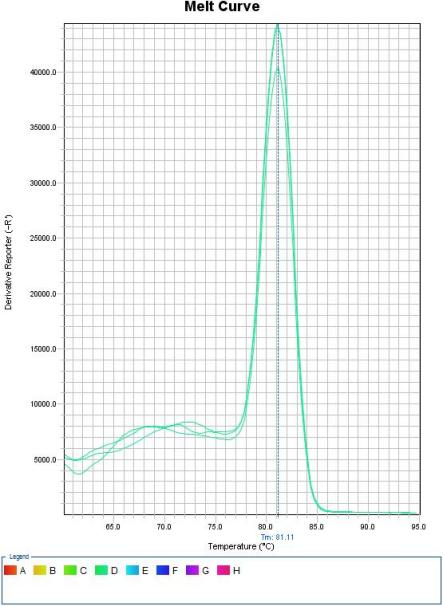 Melt Curve
40000.0
35000.0
30000.0
25000.0
20000.0
15000.0
10000.0
5000.0
Derivative Reporter (-R')
65.0 70.0 75.0 80.0 85.0 90.0 95.0
Tm: 81.11
Temperature (°C)
Legend
A B C D E F G H